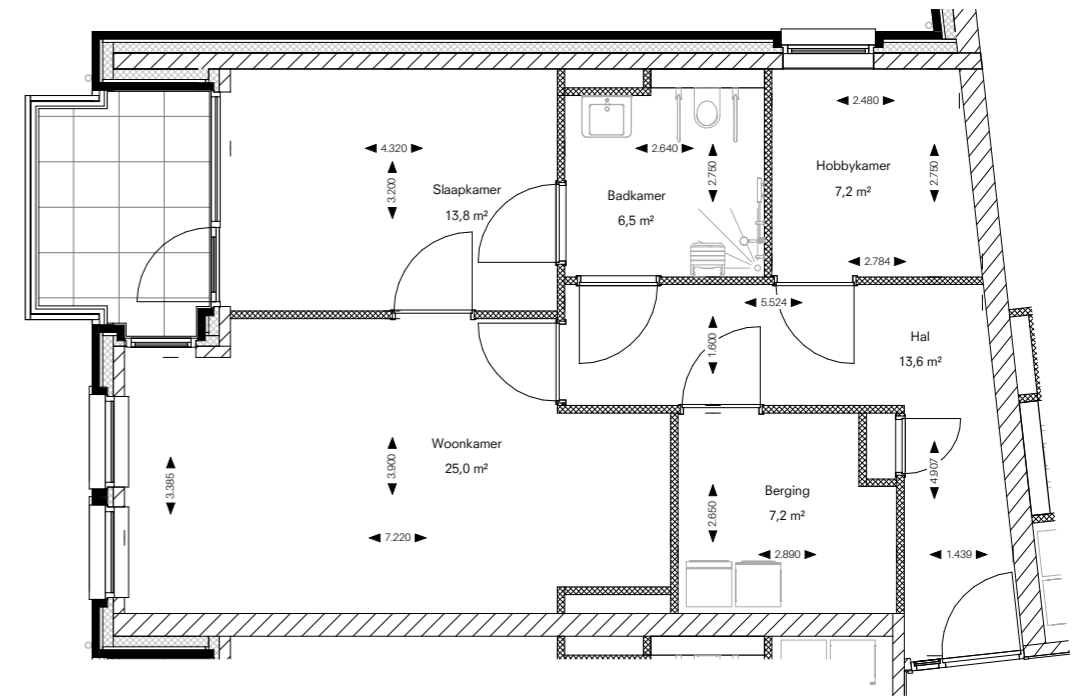 2.480
4.320
2.640
3.200
2.750
Hobbykamer
7,2 m²
2.750
Slaapkamer
13,8 m²
Badkamer
6,5 m²
2.784
5.524
1.600
Hal
13,6 m²
Woonkamer
25,0 m²
3.385
3.900
7.220
Berging
7,2 m²
2.650
2.890
4.907
1.439